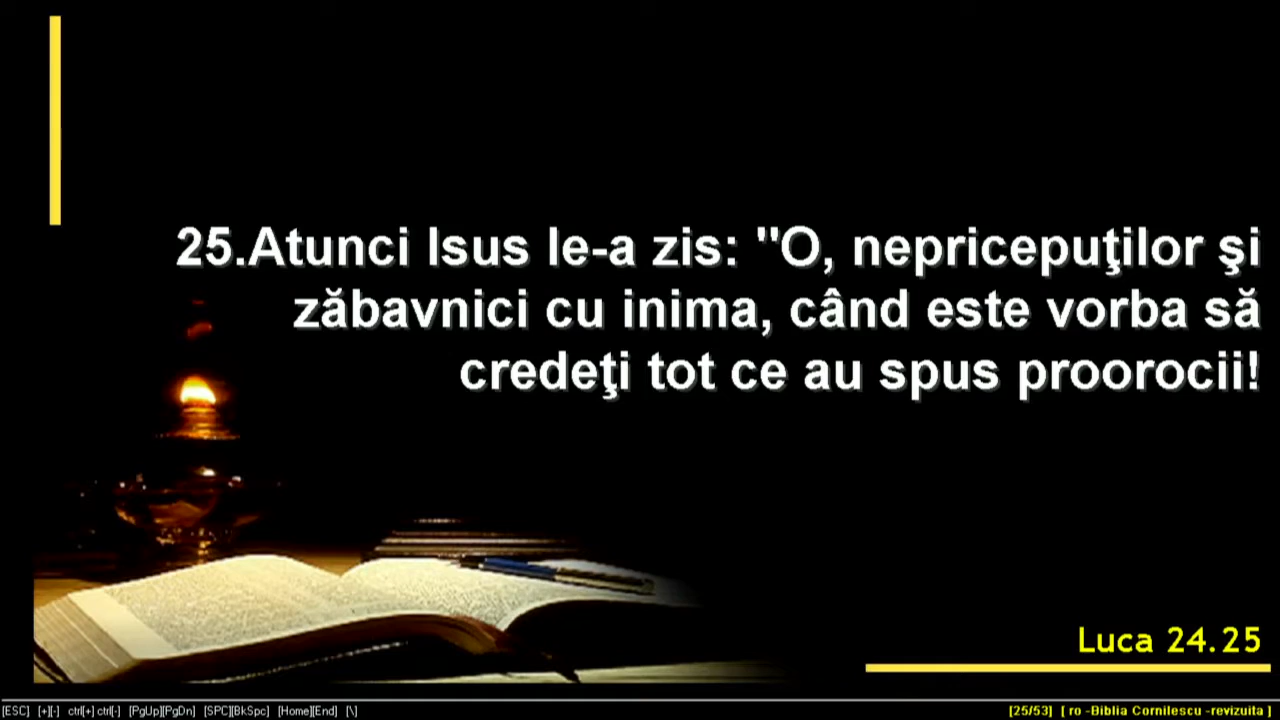 25.Atunci Isus le-a zis: "O, nepricepuţilor şi
zăbavnici cu inima, când este vorba să
credeţi tot ce au spus proorocii!
Luca 24.25
[ESC] [+][-] ctrl[+] ctrl[-] [PgUp][PgDn] [SPC][BkSpc] [Home][End] [\]
[25/53] [ ro -Biblia Cornilescu -revizuita ]